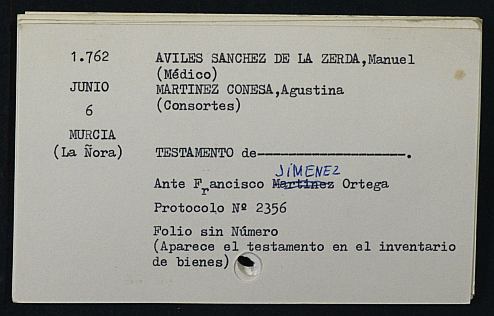 1.762
AVILES SANCHEZ DE LA ZERDA,Manuel
(Médico)
JUNIO
MARTINEZ CONESA,Agustina
6
(Consortes)
MURCIA
(La Ñora)
TESTAMENTO de-------------------.
JIMENEZ
Ante Francisco Martinez Ortega
Protocolo Nº 2356
Folio sin Número
(Aparece el testamento en el inventario
de bienes)